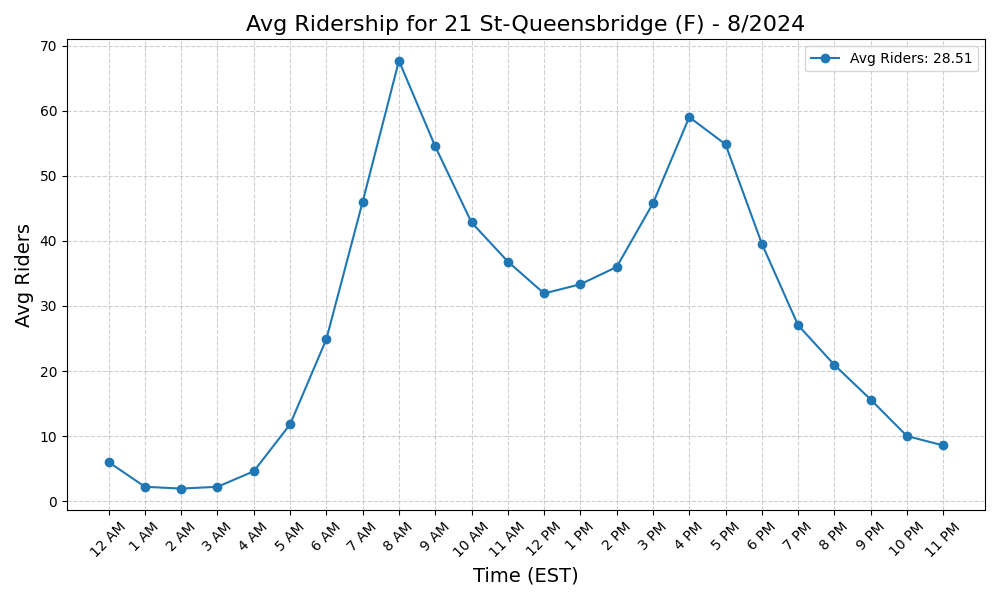 Avg Ridership for 21 St-Queensbridge (F) - 8/2024
Avg Riders: 28.51
Avg Riders
70
60
50
40
30
20
10
0
12 AM
1 AM
2 AM
3 AM
4 AM
5 AM
6 AM
7 AM
8 AM
9 AM
10 AM
11 AM
12 PM
1 PM
2 PM
3 PM
4 PM
5 PM
6 PM
7 PM
8 PM
9 PM
10 PM
11 PM
Time (EST)